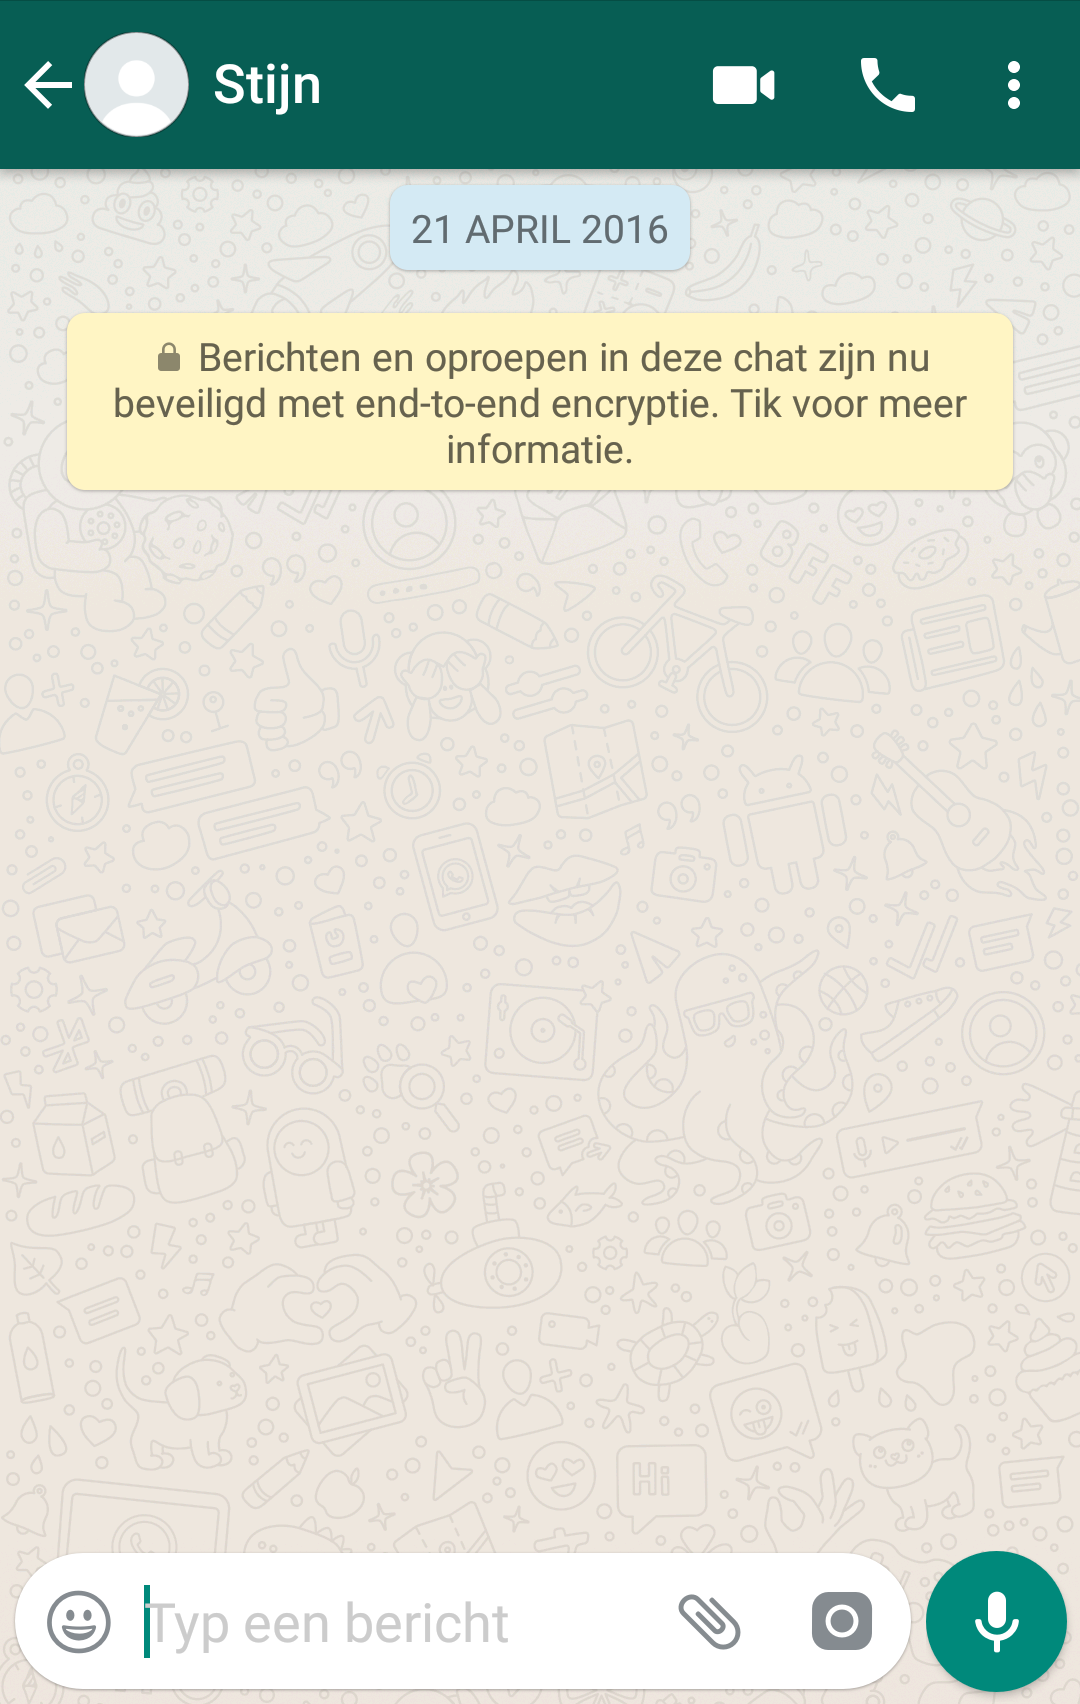 Stijn
21 APRIL 2016
Berichten en oproepen in deze chat zijn nu
beveiligd met end-to-end encryptie. Tik voor meer
informatie.
BFF
Hi
Typ een bericht